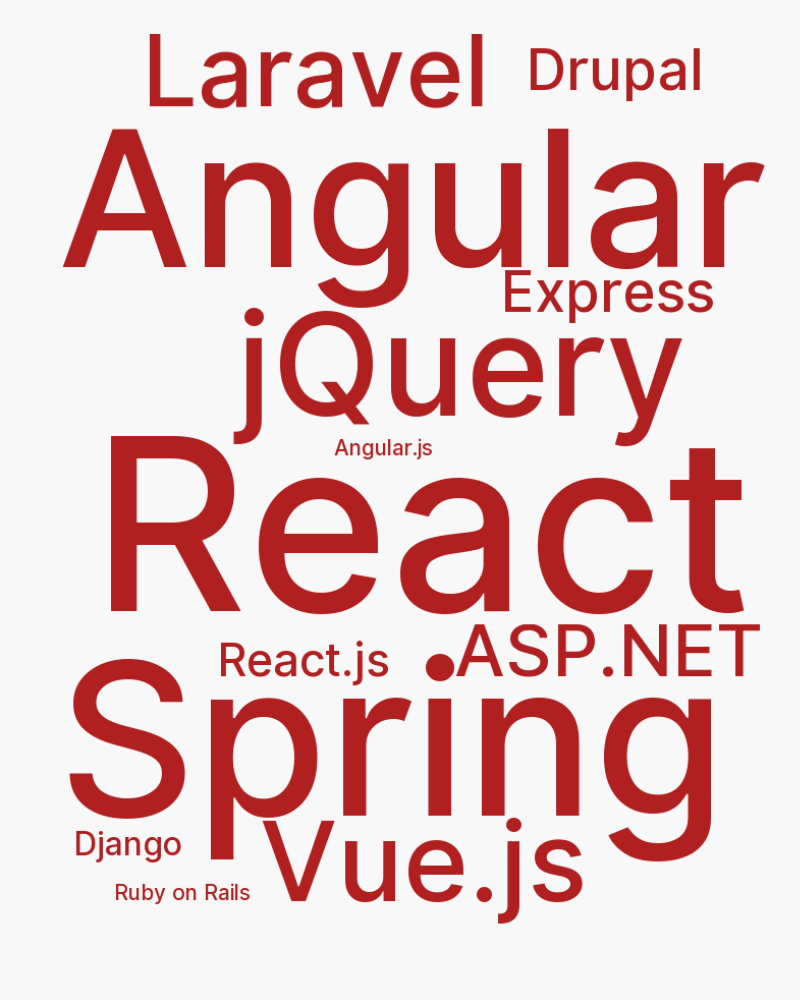 Laravel Drupal
Angular
Express
jQuery
Angular.js
React
React.js ASP.NET
Spring
Django Vue.js
Ruby on Rails